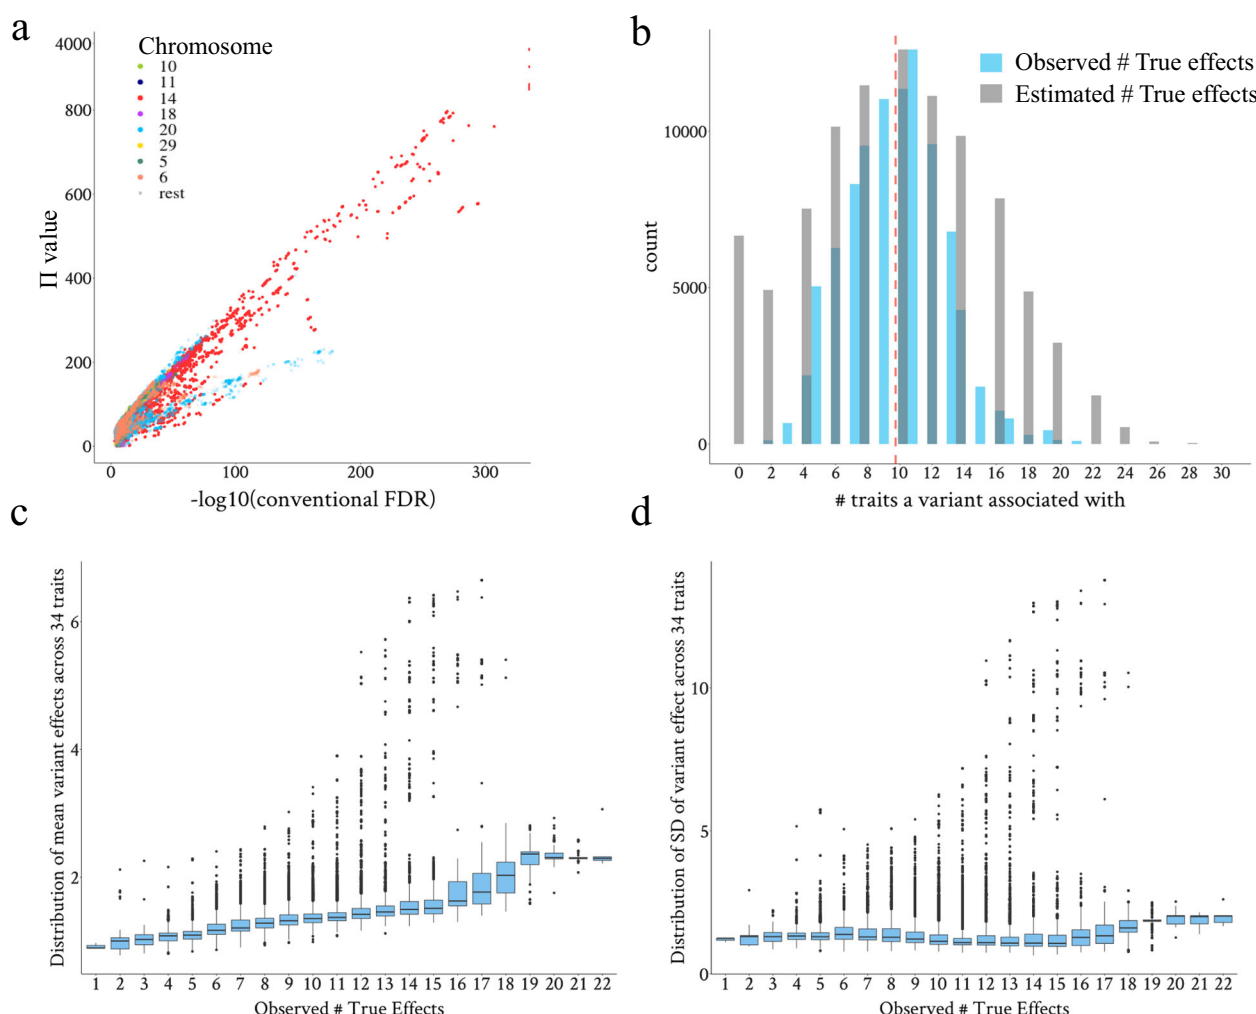 a
Chromosome
10
11
14
18
20
29
5
6
rest
4000
800
600
400
200
0
Π value
0 100 200 300
-log10(conventional FDR)
b
Observed # True effects
Estimated # True effects
10000
5000
0
count
0 2 4 6 8 10 12 14 16 18 20 22 24 26 28 30
# traits a variant associated with
c
Distribution of mean variant effects across 34 traits
6
4
2
1 2 3 4 5 6 7 8 9 10 11 12 13 14 15 16 17 18 19 20 21 22
Observed # True Effects
d
Distribution of SD of variant effect across 34 traits
10
5
0
1 2 3 4 5 6 7 8 9 10 11 12 13 14 15 16 17 18 19 20 21 22
Observed # True Effects